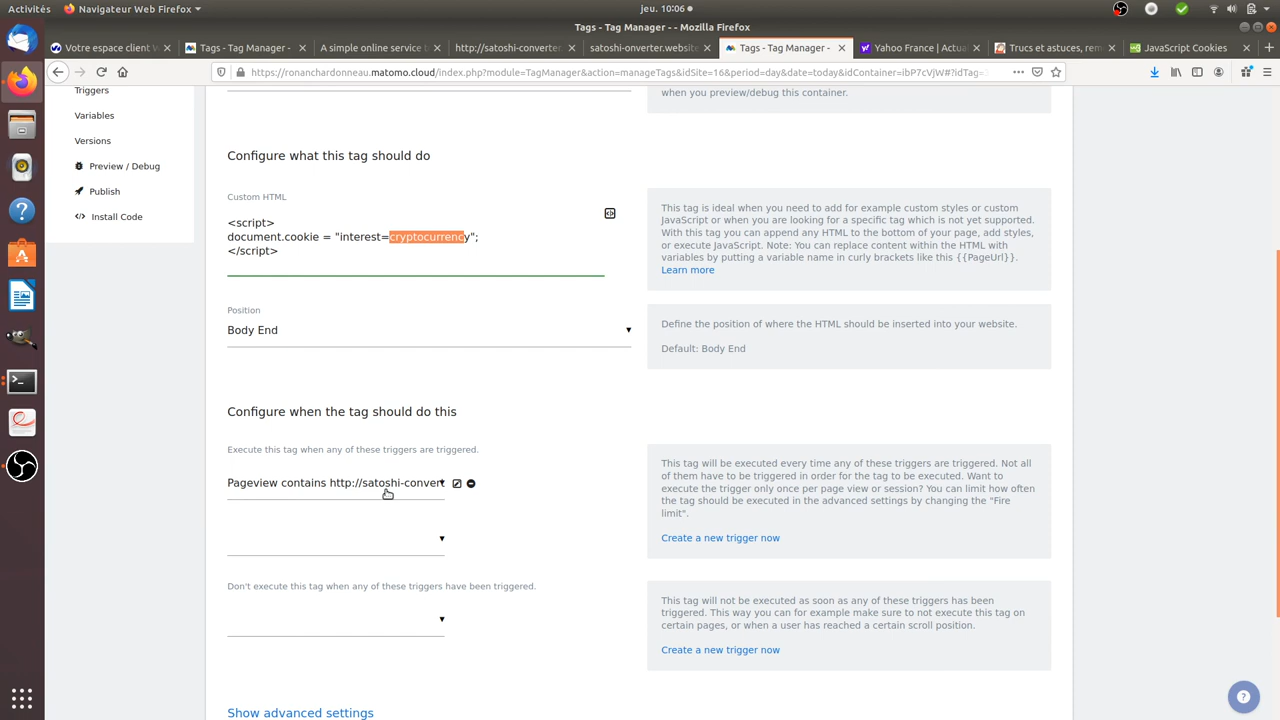 Activités
Navigateur Web Firefox
jeu. 10:06
Tags - Tag Manager - - Mozilla Firefox
Votre espace client W
Tags - Tag Manager -
A simple online service t
http://satoshi-converter
satoshi-onverter.website
Tags - Tag Manager -
Yahoo France | Actual
Trucs et astuces, rem
JavaScript Cookies
https://ronanchardonneau.matomo.cloud/index.php?module=TagManager&action=manageTags&idSite=16&period=day&date=today&idContainer=ibP7cVjW#?idTag=
Triggers
Variables
Versions
Preview / Debug
Publish
Install Code
when you preview/debug this container.
Configure what this tag should do
Custom HTML
<script>
document.cookie = "interest=cryptocurrency";
</script>
This tag is ideal when you need to add for example custom styles or custom
JavaScript or when you are looking for a specific tag which is not yet supported.
With this tag you can append any HTML to the bottom of your page, add styles,
or execute JavaScript. Note: You can replace content within the HTML with
variables by putting a variable name in curly brackets like this {{PageUrl}}.
Learn more
Position
Body End
Define the position of where the HTML should be inserted into your website.
Default: Body End
Configure when the tag should do this
Execute this tag when any of these triggers are triggered.
Pageview contains http://satoshi-convert
This tag will be executed every time any of these triggers are triggered. Not all
of them have to be triggered in order for the tag to be executed. Want to
execute the trigger only once per page view or session? You can limit how often
the tag should be executed in the advanced settings by changing the "Fire
limit".
Create a new trigger now
Don't execute this tag when any of these triggers have been triggered.
This tag will not be executed as soon as any of these triggers has been
triggered. This way you can for example make sure to not execute this tag on
certain pages, or when a user has reached a certain scroll position.
Create a new trigger now
Show advanced settings